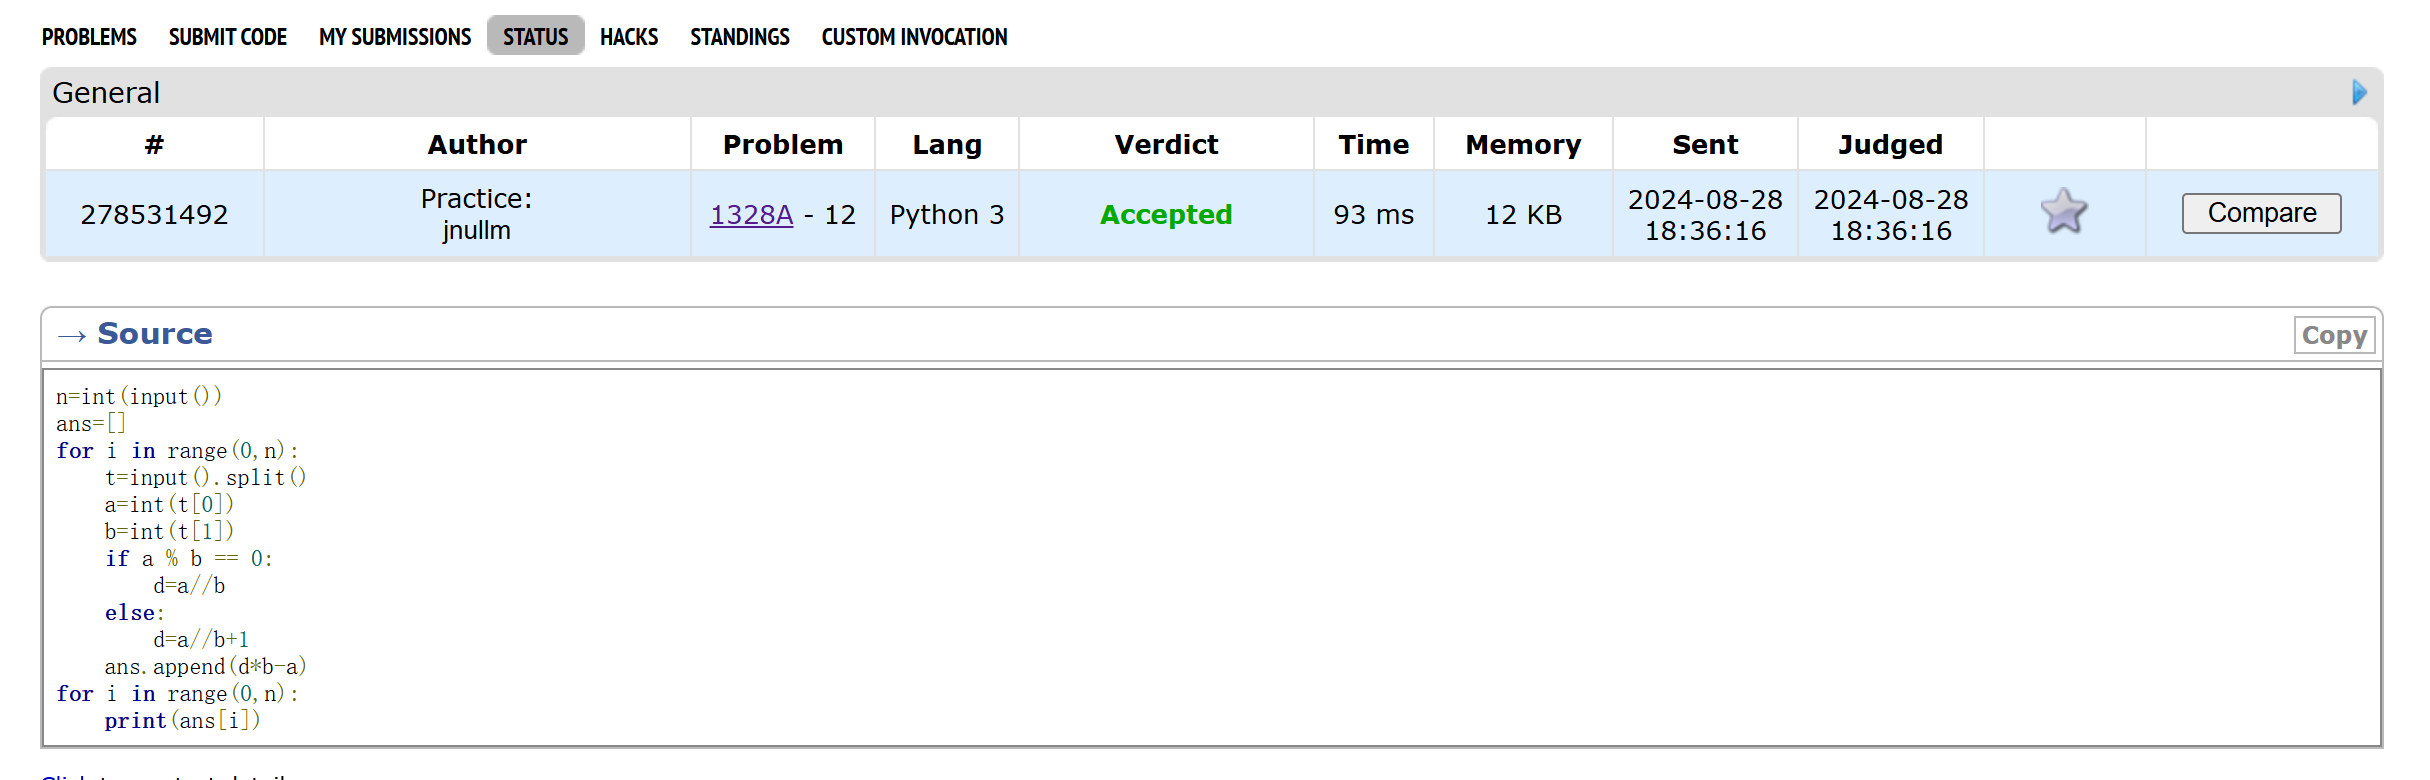 PROBLEMS SUBMIT CODE MY SUBMISSIONS STATUS HACKS STANDINGS CUSTOM INVOCATION
General
# Author Problem Lang Verdict Time Memory Sent Judged
278531492 Practice: jnullm 1328A - 12 Python 3 Accepted 93 ms 12 KB 2024-08-28 18:36:16 2024-08-28 18:36:16 Compare
→ Source Copy
n=int(input())
ans=[]
for i in range(0,n):
    t=input().split()
    a=int(t[0])
    b=int(t[1])
    if a % b == 0:
        d=a//b
    else:
        d=a//b+1
    ans.append(d*b-a)
for i in range(0,n):
    print(ans[i])